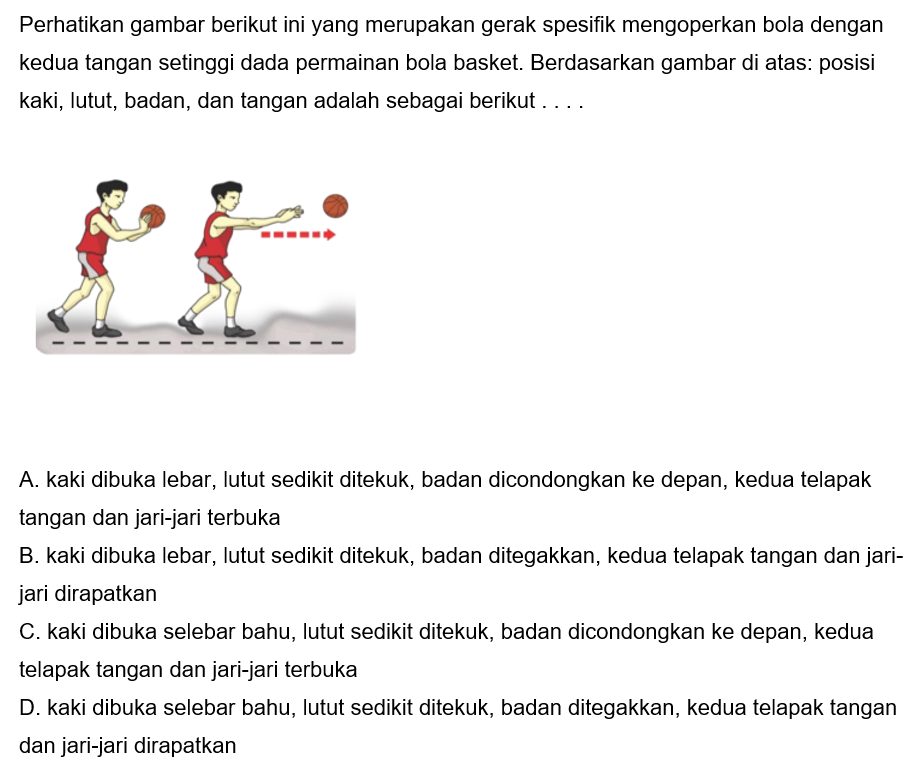 Perhatikan gambar berikut ini yang merupakan gerak spesifik mengoperkan bola dengan
kedua tangan setinggi dada permainan bola basket. Berdasarkan gambar di atas: posisi
kaki, lutut, badan, dan tangan adalah sebagai berikut . . . .
A. kaki dibuka lebar, lutut sedikit ditekuk, badan dicondongkan ke depan, kedua telapak
tangan dan jari-jari terbuka
B. kaki dibuka lebar, lutut sedikit ditekuk, badan ditegakkan, kedua telapak tangan dan jari-
jari dirapatkan
C. kaki dibuka selebar bahu, lutut sedikit ditekuk, badan dicondongkan ke depan, kedua
telapak tangan dan jari-jari terbuka
D. kaki dibuka selebar bahu, lutut sedikit ditekuk, badan ditegakkan, kedua telapak tangan
dan jari-jari dirapatkan